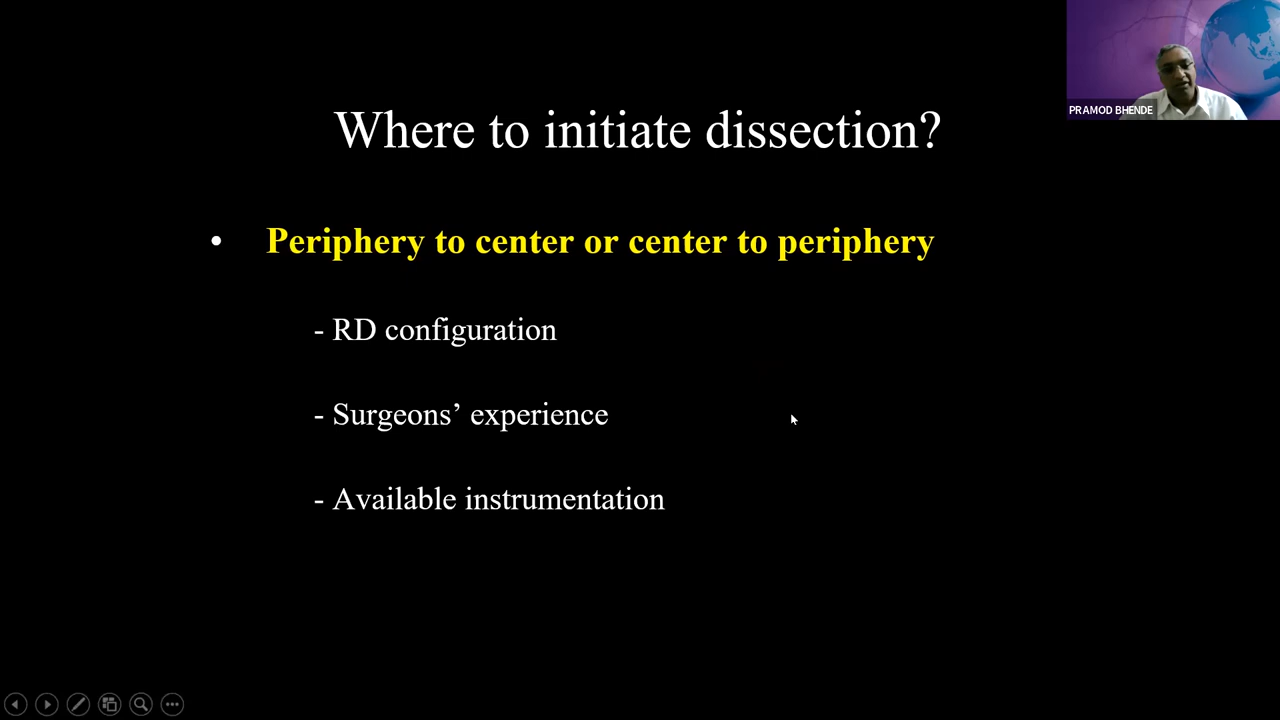 Where to initiate dissection?
• Periphery to center or center to periphery
- RD configuration
- Surgeons’ experience
- Available instrumentation
PRAMOD BHENDE